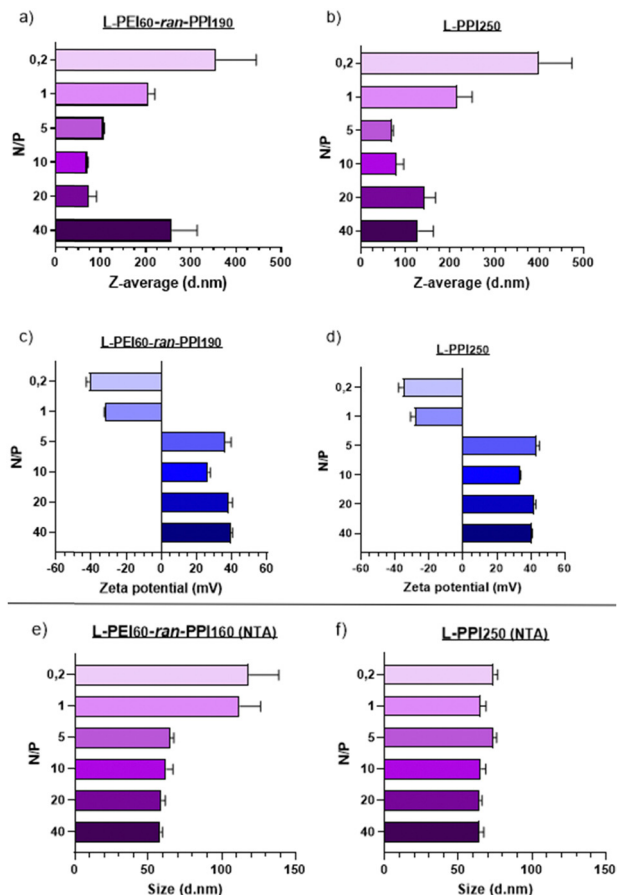 a)
L-PEI60-ran-PPI190
N/P
0,2
1
5
10
20
40
0 100 200 300 400 500
Z-average (d.nm)
b)
L-PPI250
0,2
1
5
10
20
40
0 100 200 300 400 500
Z-average (d.nm)
c)
L-PEI60-ran-PPI190
N/P
0,2
1
5
10
20
40
-60 -40 -20 0 20 40 60
Zeta potential (mV)
d)
L-PPI250
0,2
1
5
10
20
40
-60 -40 -20 0 20 40 60
Zeta potential (mV)
e)
L-PEI60-ran-PPI160 (NTA)
N/P
0,2
1
5
10
20
40
0 50 100 150
Size (d.nm)
f)
L-PPI250 (NTA)
N/P
0,2
1
5
10
20
40
0 50 100 150
Size (d.nm)